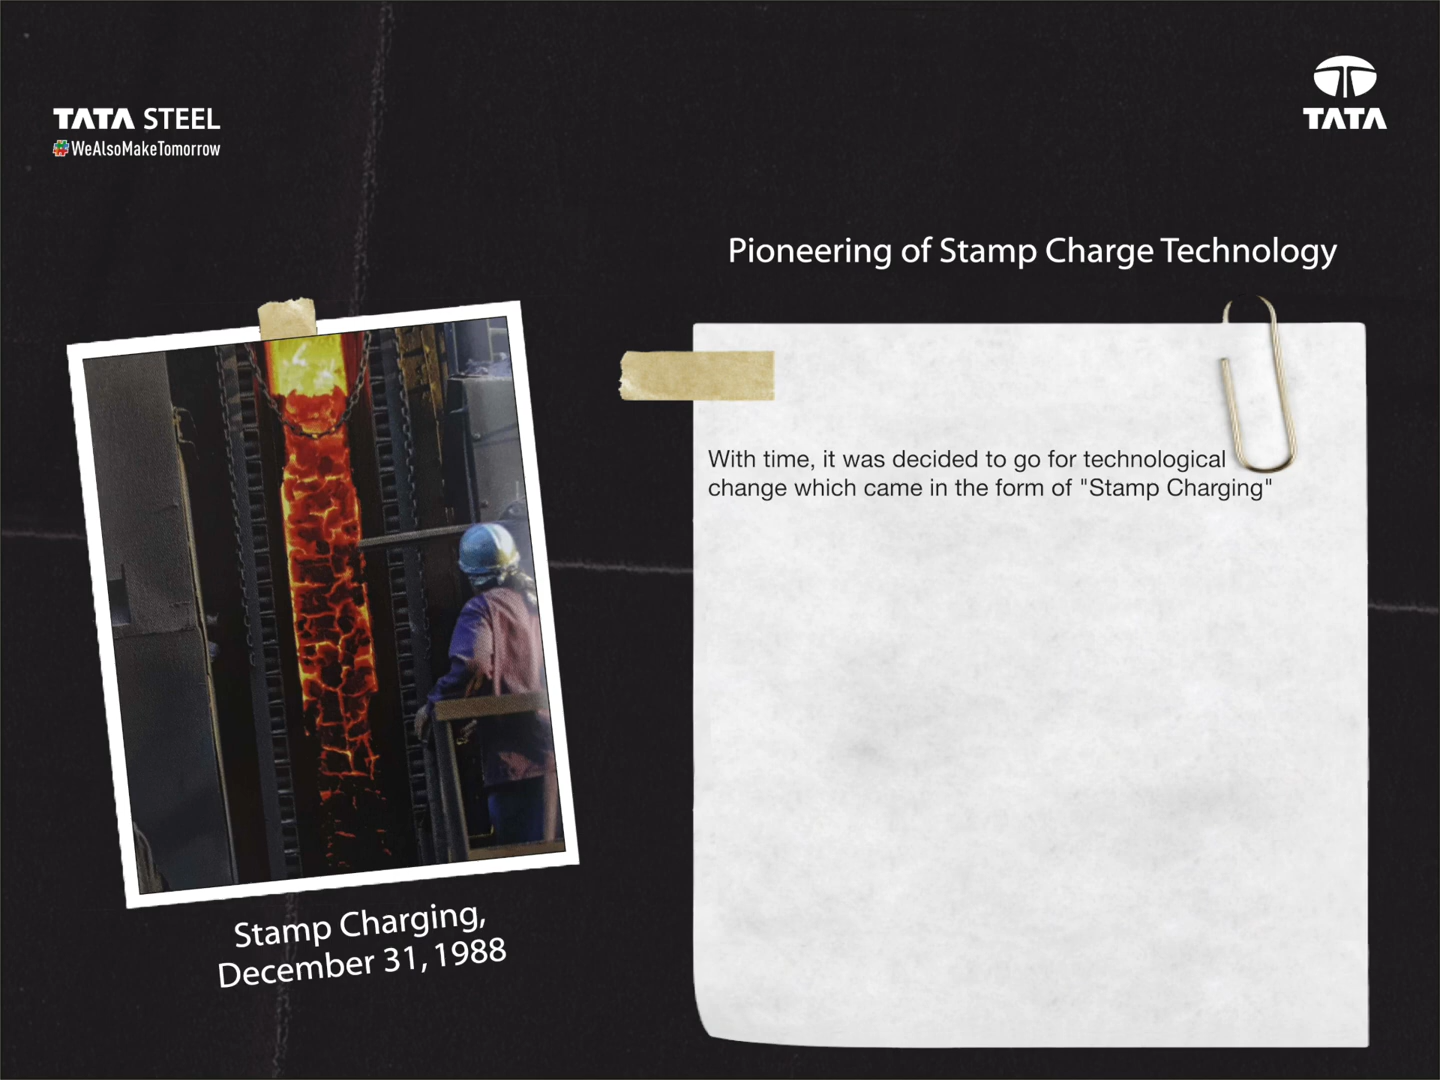 TATA STEEL
#WeAlsoMakeTomorrow
TATA
Pioneering of Stamp Charge Technology
With time, it was decided to go for technological
change which came in the form of "Stamp Charging"
Stamp Charging,
December 31, 1988